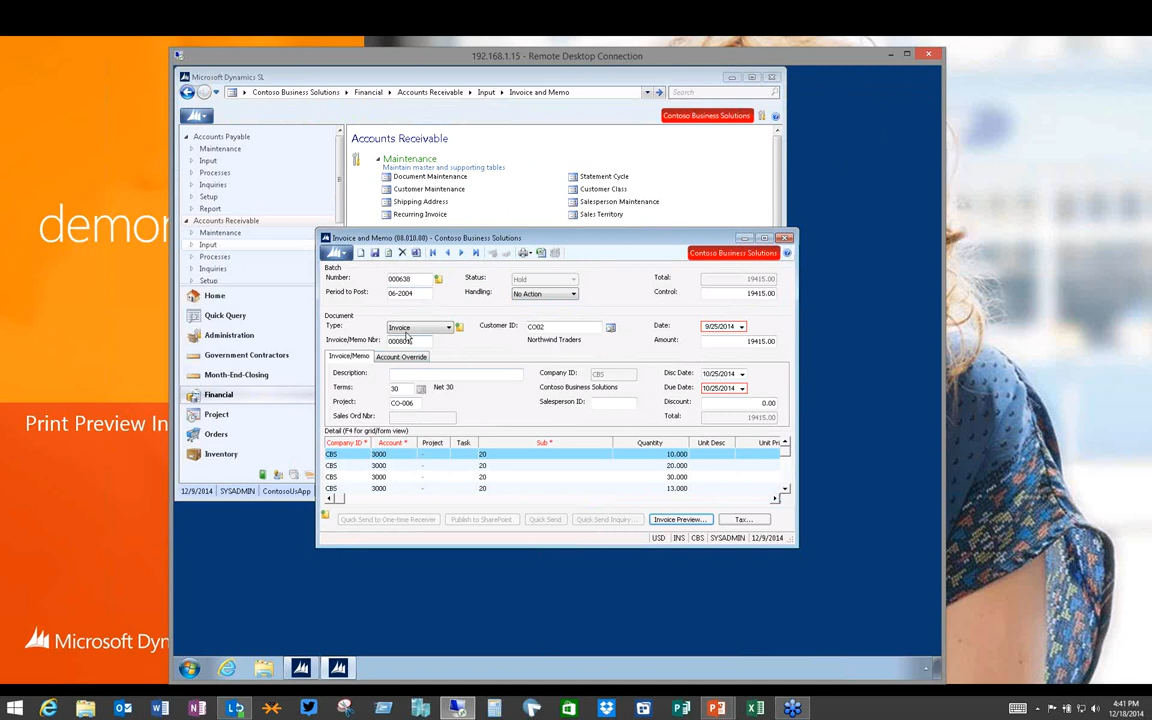 192.168.1.15 - Remote Desktop Connection
Microsoft Dynamics SL
Contoso Business Solutions
Financial
Accounts Receivable
Input
Invoice and Memo
Search
Contoso Business Solutions
Accounts Payable
Maintenance
Input
Processes
Inquiries
Setup
Report
Accounts Receivable
Maintenance
Input
Processes
Inquiries
Setup
Home
Quick Query
Administration
Government Contractors
Month-End-Closing
Financial
Project
Orders
Inventory
12/9/2014 SYSADMIN ContosoUsApp
Accounts Receivable
Maintenance
Maintain master and supporting tables
Document Maintenance Statement Cycle
Customer Maintenance Customer Class
Shipping Address Salesperson Maintenance
Recurring Invoice Sales Territory
Invoice and Memo (08.010.00) - Contoso Business Solutions
Contoso Business Solutions
Batch
Number: 000638 Status: Hold Total: 19415.00
Period to Post: 06-2004 Handling: No Action Control: 19415.00
Document
Type: Invoice Customer ID: C002 Date: 9/25/2014
Invoice/Memo Nbr: Northwind Traders Amount: 19415.00
Invoice/Memo Account Override
Description: Company ID: CBS Disc Date: 10/25/2014
Terms: 30 Net 30 Contoso Business Solutions Due Date: 10/25/2014
Project: CO-006 Salesperson ID: Discount: 0.00
Sales Ord Nbr: Total: 19415.00
Detail (F4 for grid/form view)
Company ID * Account * Project Task Sub * Quantity Unit Desc Unit Pri
CBS 3000 - 20 10.000
CBS 3000 - 20 20.000
CBS 3000 - 20 30.000
CBS 3000 - 20 13.000
Quick Send to One-time Receiver Publish to SharePoint Quick Send Quick Send Inquiry... Invoice Preview... Tax...
USD INS CBS SYSADMIN 12/9/2014
demon
Print Preview In
Microsoft Dyn
4:41 PM
12/18/2014